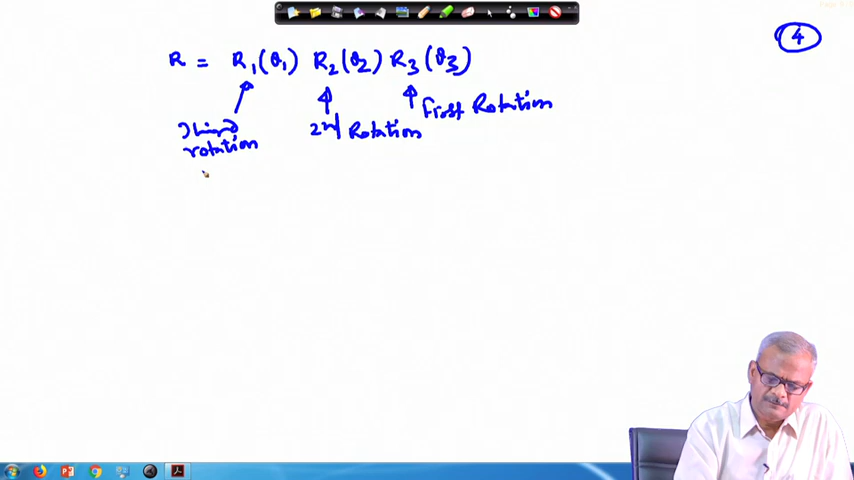 4
R = R₁(θ₁) R₂(θ₂) R₃(θ₃)
First Rotation
2nd Rotation
Third
rotation